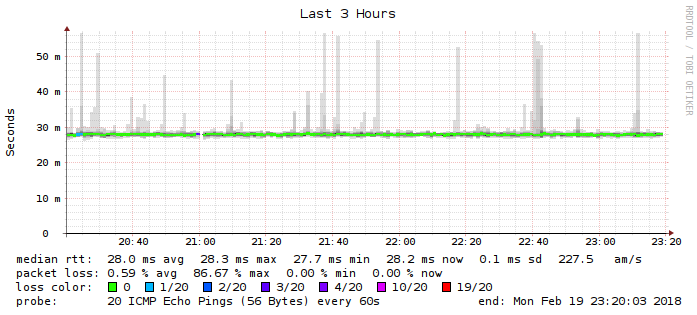 Last 3 Hours
RRDTOOL / TOBI OETIKER
Seconds
50 m
40 m
30 m
20 m
10 m
0
20:40 21:00 21:20 21:40 22:00 22:20 22:40 23:00 23:20
median rtt: 28.0 ms avg 28.3 ms max 27.7 ms min 28.2 ms now 0.1 ms sd 227.5 am/s
packet loss: 0.59 % avg 86.67 % max 0.00 % min 0.00 % now
loss color: 0 1/20 2/20 3/20 4/20 10/20 19/20
probe: 20 ICMP Echo Pings (56 Bytes) every 60s end: Mon Feb 19 23:20:03 2018